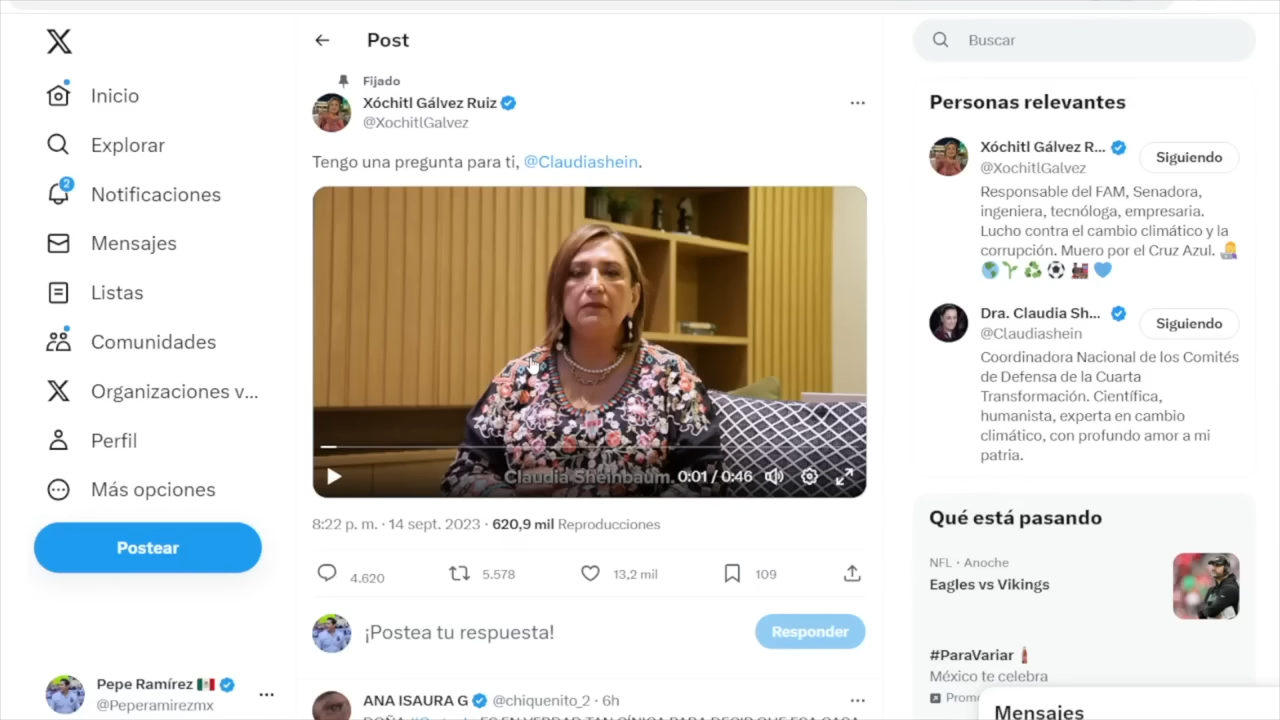 Post
Buscar
Inicio
Explorar
2
Notificaciones
Mensajes
Listas
Comunidades
Organizaciones v...
Perfil
Más opciones
Postear
Pepe Ramírez
@Peperamirezmx
Fijado
Xóchitl Gálvez Ruiz
@XochitlGalvez
Tengo una pregunta para ti, @Claudiashein.
Claudia Sheinbaum.
0:01 / 0:46
8:22 p. m. · 14 sept. 2023 · 620,9 mil Reproducciones
4.620 5.578 13,2 mil 109
¡Postea tu respuesta!
Responder
ANA ISAURA G @chiquenito_2 · 6h
Personas relevantes
Xóchitl Gálvez R...
@XochitlGalvez
Siguiendo
Responsable del FAM, Senadora,
ingeniera, tecnóloga, empresaria.
Lucho contra el cambio climático y la
corrupción. Muero por el Cruz Azul.
Dra. Claudia Sh...
@Claudiashein
Siguiendo
Coordinadora Nacional de los Comités
de Defensa de la Cuarta
Transformación. Científica,
humanista, experta en cambio
climático, con profundo amor a mi
patria.
Qué está pasando
NFL · Anoche
Eagles vs Vikings
#ParaVariar
México te celebra
Mensajes